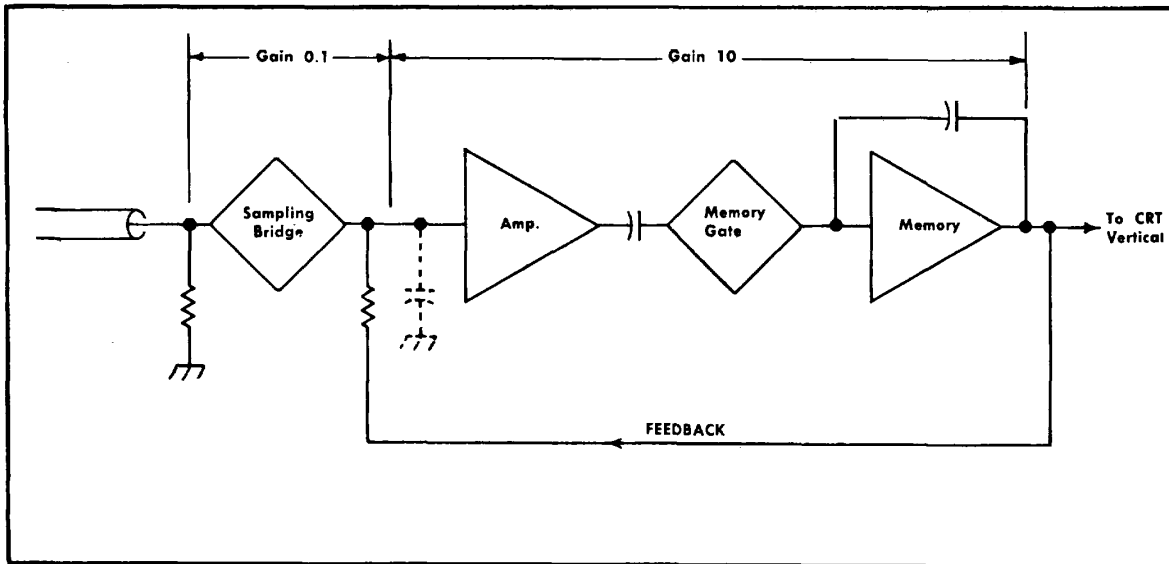 Gain 0.1
Gain 10
Sampling
Bridge
Amp.
Memory
Gate
Memory
To CRT
Vertical
FEEDBACK